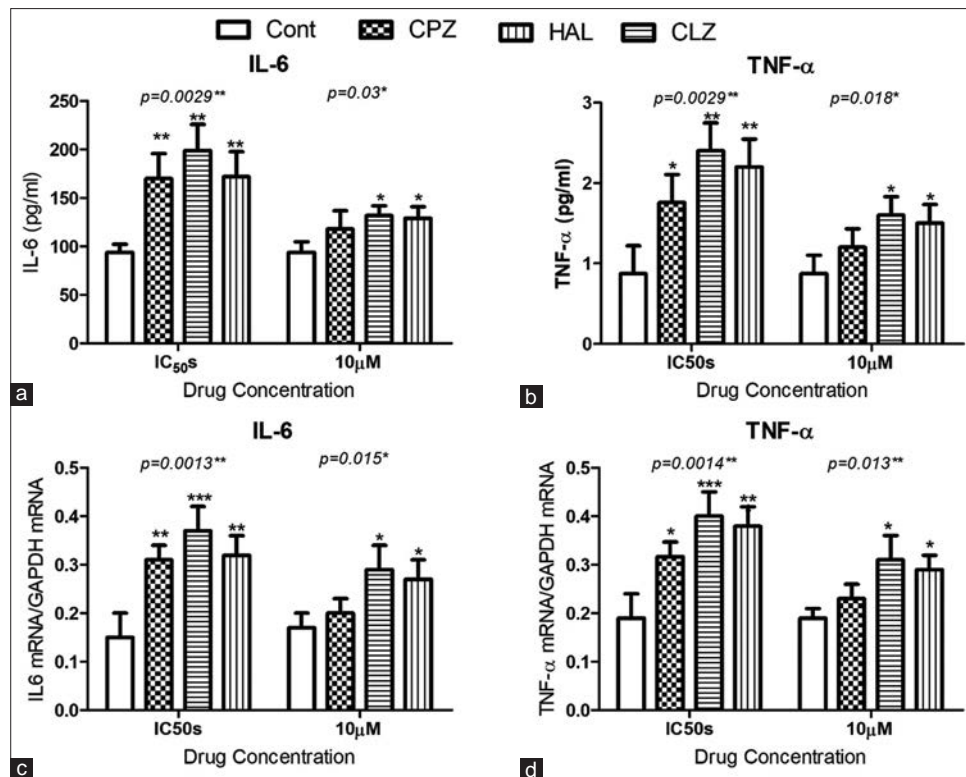 Cont CPZ HAL CLZ
IL-6
p=0.0029** p=0.03*
IL-6 (pg/ml)
250
200
150
100
50
0
** ** ** * *
IC50s 10μM
Drug Concentration
a
TNF-α
p=0.0029** p=0.018*
TNF-α (pg/ml)
3
2
1
0
* ** ** * *
IC50s 10μM
Drug Concentration
b
IL-6
p=0.0013** p=0.015*
IL6 mRNA/GAPDH mRNA
0.5
0.4
0.3
0.2
0.1
0.0
** *** ** * *
IC50s 10μM
Drug Concentration
c
TNF-α
p=0.0014** p=0.013**
TNF-α mRNA/GAPDH mRNA
0.5
0.4
0.3
0.2
0.1
0.0
* *** ** * *
IC50s 10μM
Drug Concentration
d